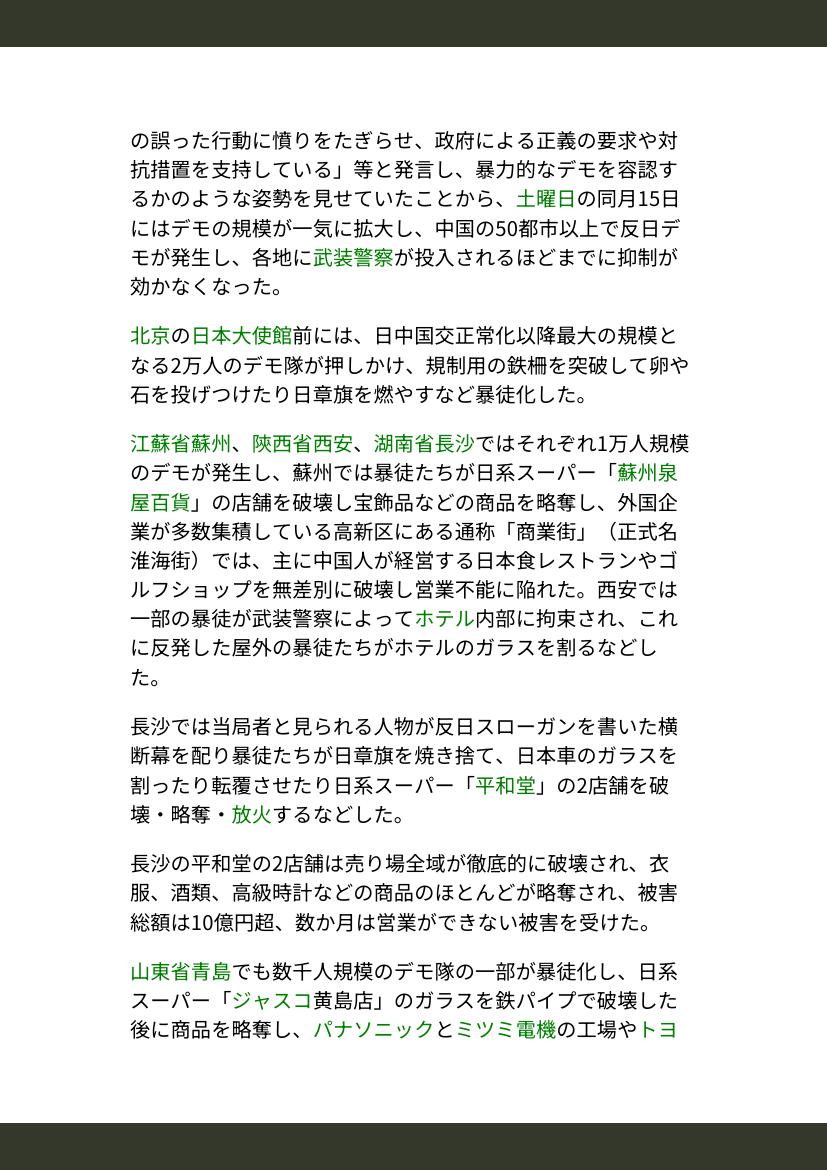 の誤った行動に憤りをたぎらせ、政府による正義の要求や対
抗措置を支持している」等と発言し、暴力的なデモを容認す
るかのような姿勢を見せていたことから、土曜日の同月15日
にはデモの規模が一気に拡大し、中国の50都市以上で反日デ
モが発生し、各地に武装警察が投入されるほどまでに抑制が
効かなくなった。
北京の日本大使館前には、日中国交正常化以降最大の規模と
なる2万人のデモ隊が押しかけ、規制用の鉄柵を突破して卵や
石を投げつけたり日章旗を燃やすなど暴徒化した。
江蘇省蘇州、陝西省西安、湖南省長沙ではそれぞれ1万人規模
のデモが発生し、蘇州では暴徒たちが日系スーパー「蘇州泉
屋百貨」の店舗を破壊し宝飾品などの商品を略奪し、外国企
業が多数集積している高新区にある通称「商業街」（正式名
淮海街）では、主に中国人が経営する日本食レストランやゴ
ルフショップを無差別に破壊し営業不能に陥れた。西安では
一部の暴徒が武装警察によってホテル内部に拘束され、これ
に反発した屋外の暴徒たちがホテルのガラスを割るなどし
た。
長沙では当局者と見られる人物が反日スローガンを書いた横
断幕を配り暴徒たちが日章旗を焼き捨て、日本車のガラスを
割ったり転覆させたり日系スーパー「平和堂」の2店舗を破
壊・略奪・放火するなどした。
長沙の平和堂の2店舗は売り場全域が徹底的に破壊され、衣
服、酒類、高級時計などの商品のほとんどが略奪され、被害
総額は10億円超、数か月は営業ができない被害を受けた。
山東省青島でも数千人規模のデモ隊の一部が暴徒化し、日系
スーパー「ジャスコ黄島店」のガラスを鉄パイプで破壊した
後に商品を略奪し、パナソニックとミツミ電機の工場やトヨ